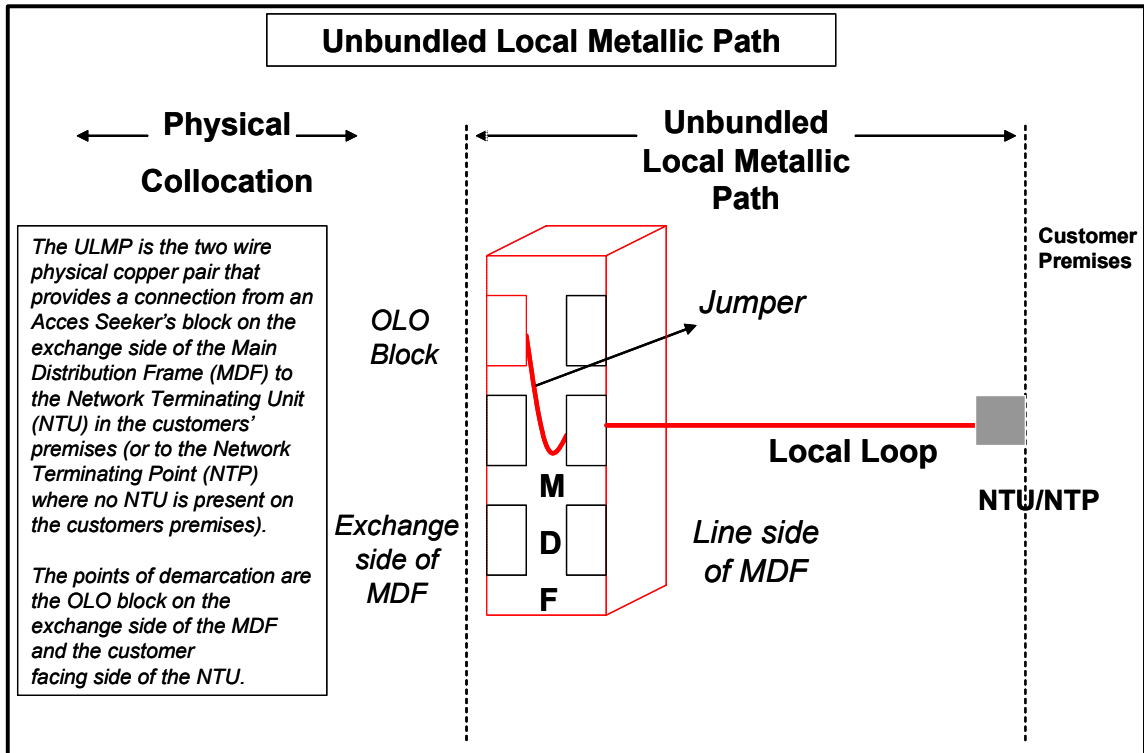 Unbundled Local Metallic Path
Physical
Collocation
Unbundled
Local Metallic
Path
The ULMP is the two wire
physical copper pair that
provides a connection from an
Acces Seeker's block on the
exchange side of the Main
Distribution Frame (MDF) to
the Network Terminating Unit
(NTU) in the customers'
premises (or to the Network
Terminating Point (NTP)
where no NTU is present on
the customers premises).
The points of demarcation are
the OLO block on the
exchange side of the MDF
and the customer
facing side of the NTU.
OLO
Block
Exchange
side of
MDF
M
D
F
Jumper
Line side
of MDF
Local Loop
Customer
Premises
NTU/NTP